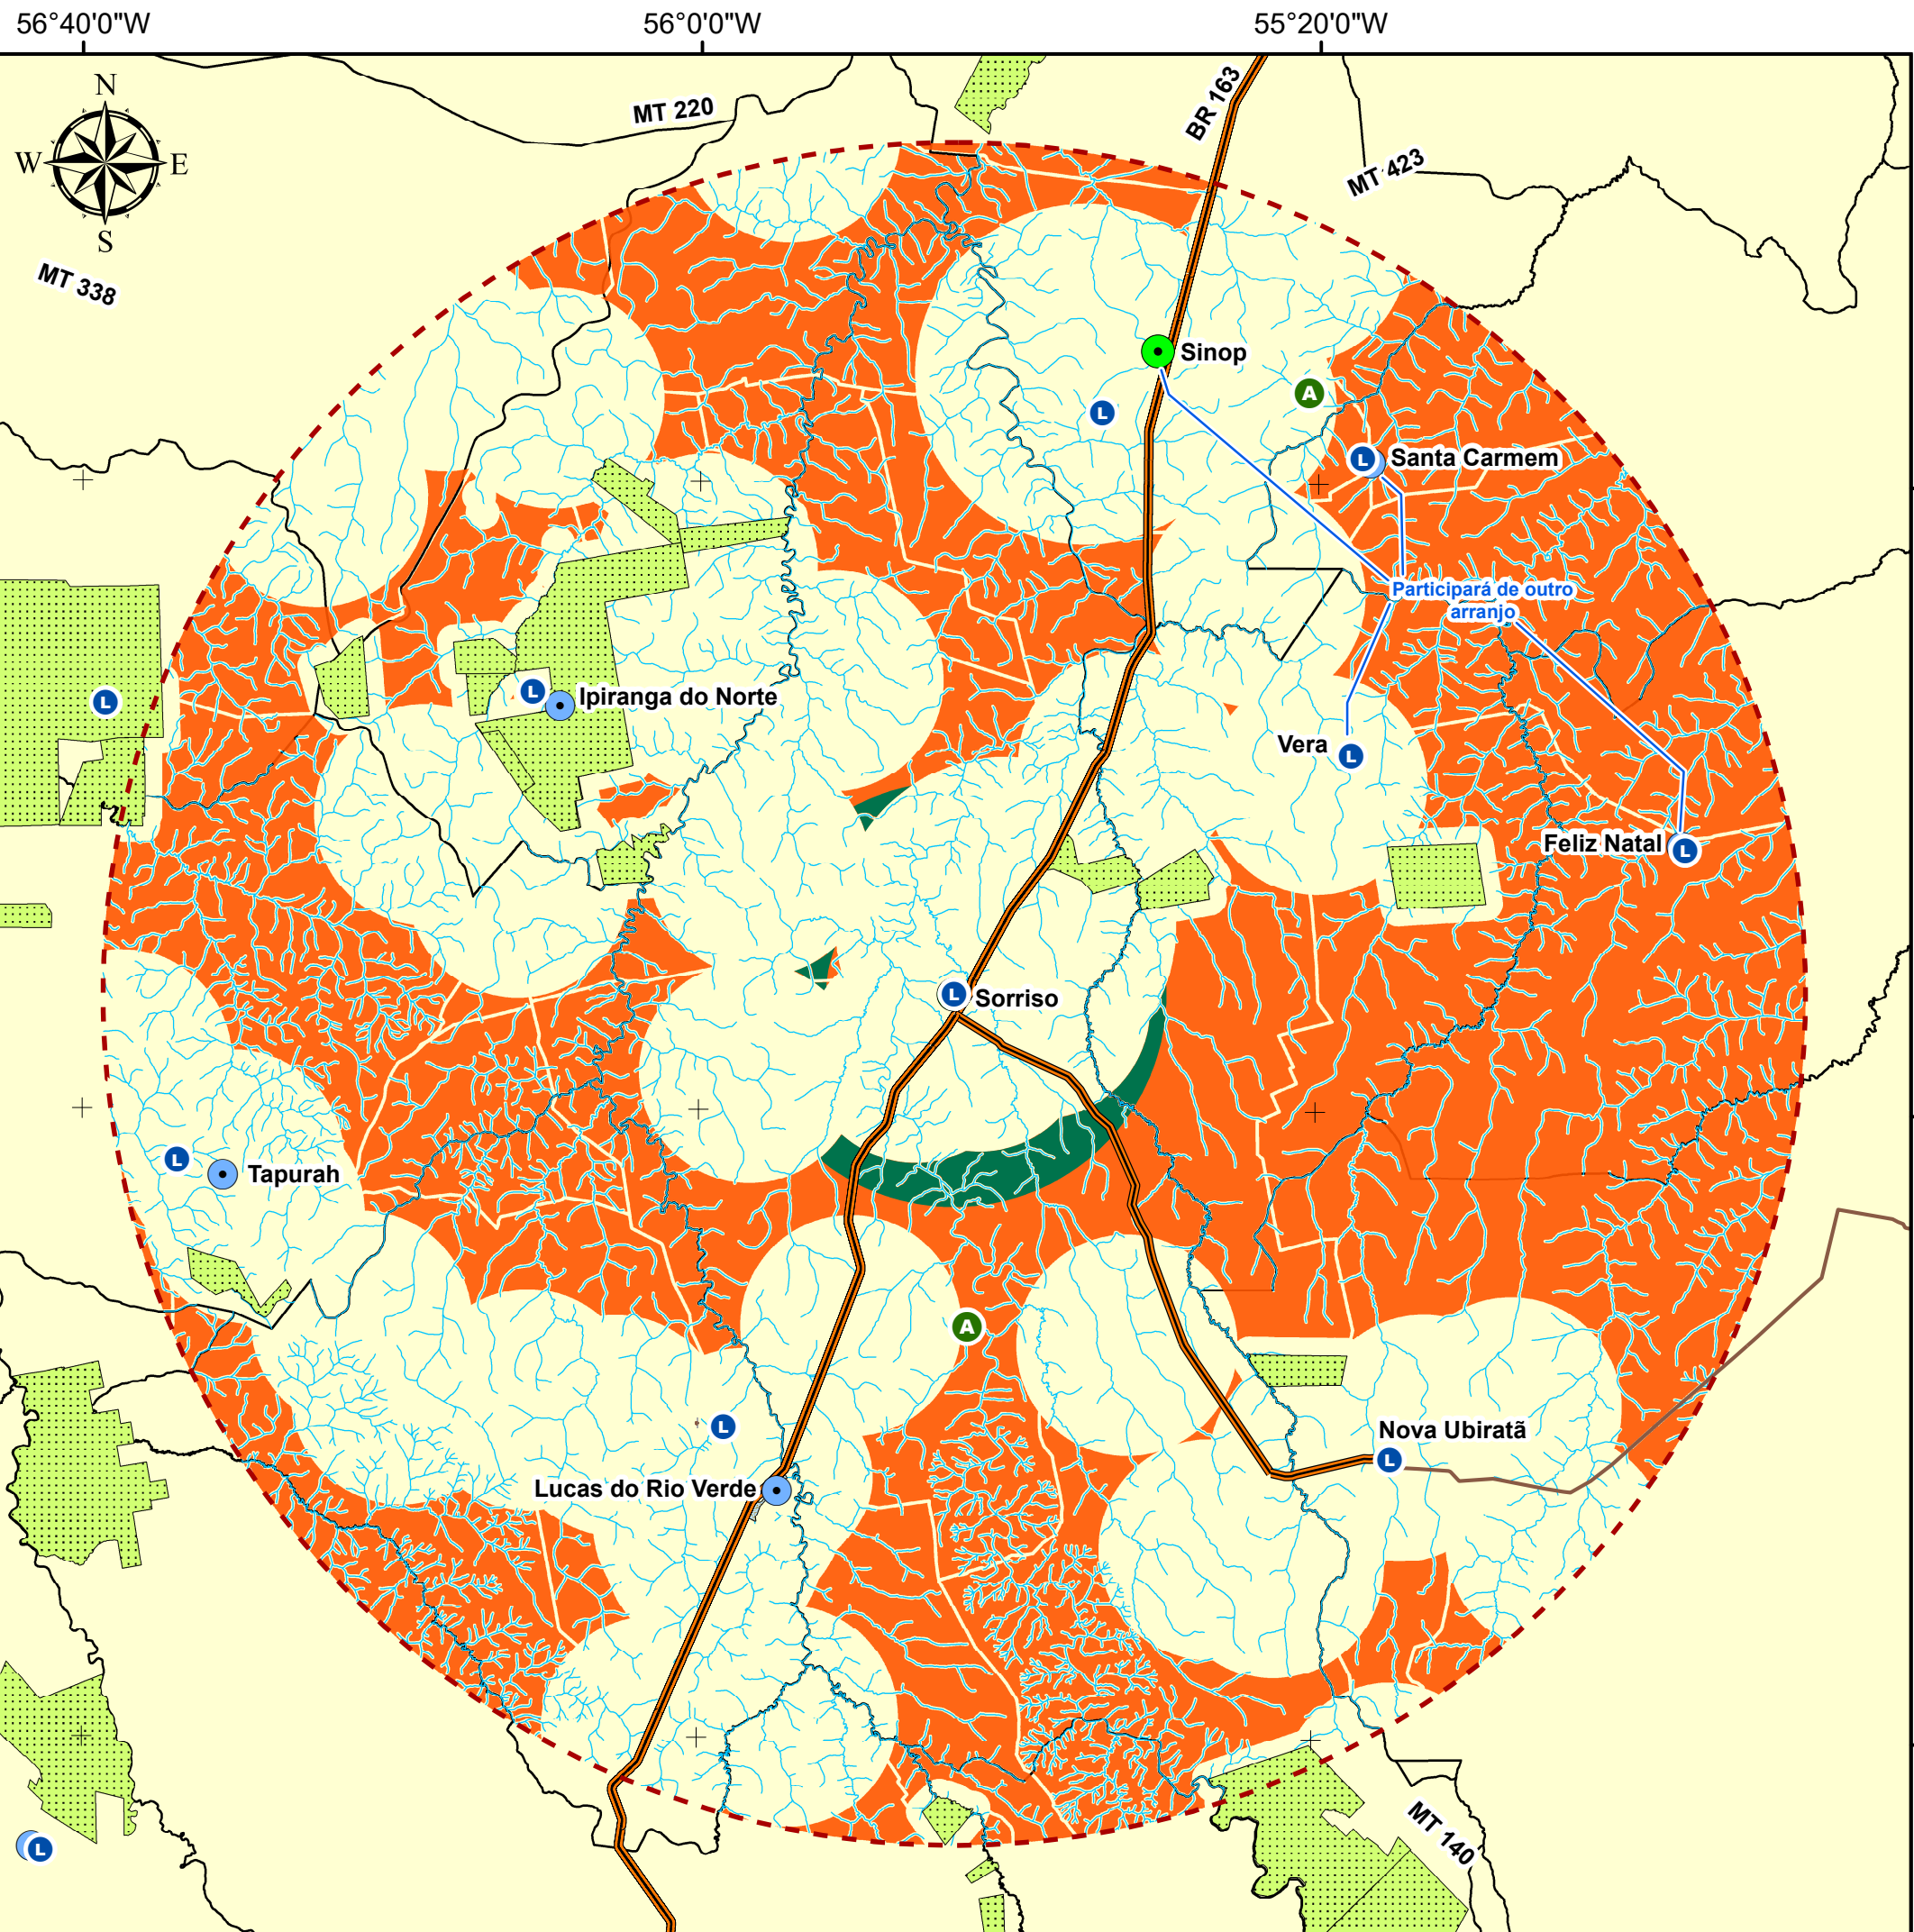 56°40'0"W
56°0'0"W
55°20'0"W
N
W
E
S
MT 220
BR 163
MT 423
MT 338
Sinop
A
L
L
Santa Carmem
Participará de outro
arranjo
L
L
Ipiranga do Norte
Vera
L
Feliz Natal
L
L
Sorriso
L
Tapurah
A
L
Nova Ubiratã
L
Lucas do Rio Verde
MT 140
L